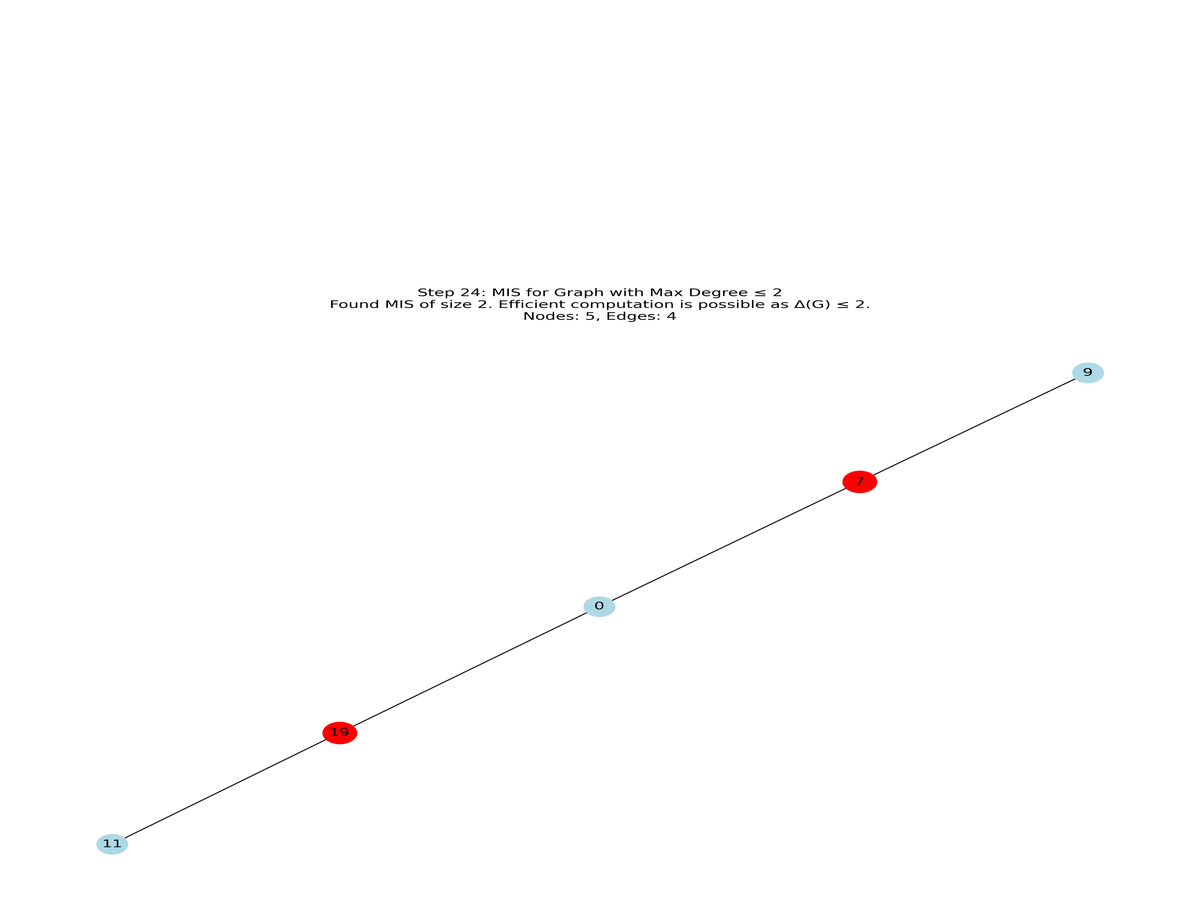 Step 24: MIS for Graph with Max Degree ≤ 2
Found MIS of size 2. Efficient computation is possible as Δ(G) ≤ 2.
Nodes: 5, Edges: 4
9
7
0
19
11